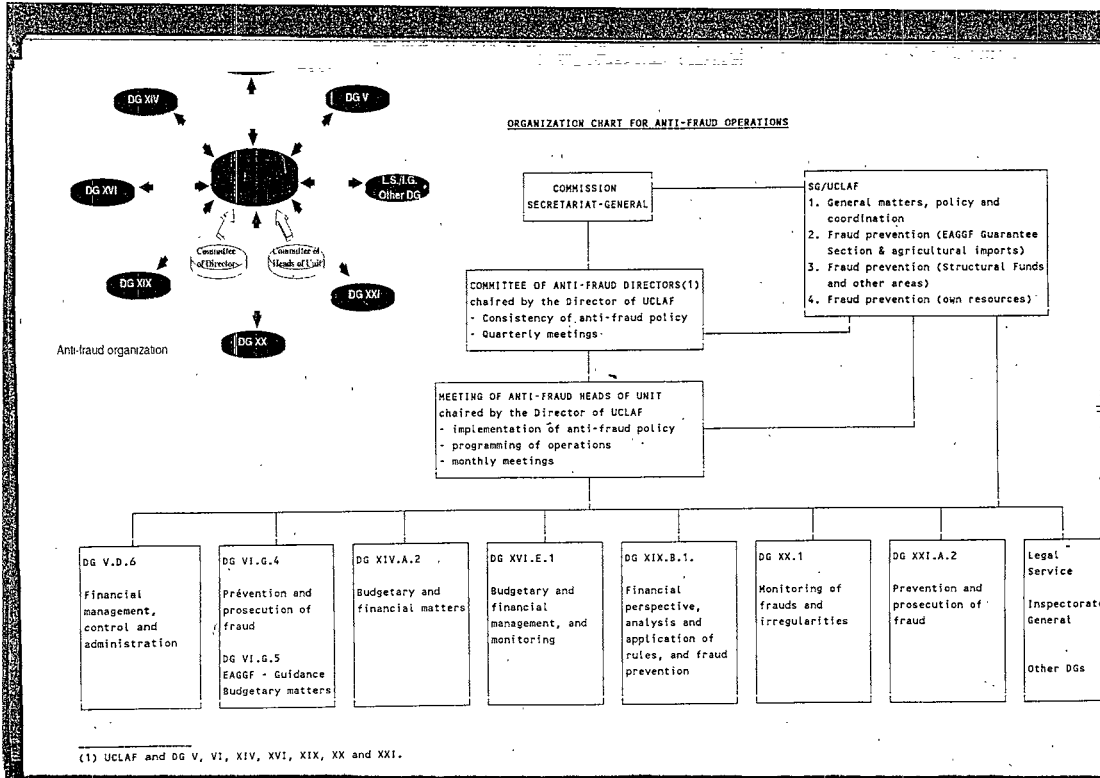 DG XIV
DG V
DG XVI
L.S./I.G.
Other DG
Committee
of Directors
Committee of
Heads of Unit
DG XIX
DG XXI
DG XX
Anti-fraud organization
ORGANIZATION CHART FOR ANTI-FRAUD OPERATIONS
COMMISSION
SECRETARIAT-GENERAL
SG/UCLAF
1. General matters, policy and
coordination
2. Fraud prevention (EAGGF Guarantee
Section & agricultural imports)
3. Fraud prevention (Structural Funds
and other areas)
4. Fraud prevention (own resources)
COMMITTEE OF ANTI-FRAUD DIRECTORS(1)
chaired by the Director of UCLAF
- Consistency of anti-fraud policy
- Quarterly meetings
MEETING OF ANTI-FRAUD HEADS OF UNIT
chaired by the Director of UCLAF
- implementation of anti-fraud policy
- programming of operations
- monthly meetings
DG V.D.6
Financial
management,
control and
administration
DG VI.G.4
Prévention and
prosecution of
fraud
DG VI.G.5
EAGGF - Guidance
Budgetary matters
DG XIV.A.2
Budgetary and
financial matters
DG XVI.E.1
Budgetary and
financial
management, and
monitoring
DG XIX.B.1.
Financial
perspective,
analysis and
application of
rules, and fraud
prevention
DG XX.1
Monitoring of
frauds and
irregularities
DG XXI.A.2
Prevention and
prosecution of
fraud
Legal
Service
Inspectorate
General
Other DGs
(1) UCLAF and DG V, VI, XIV, XVI, XIX, XX and XXI.